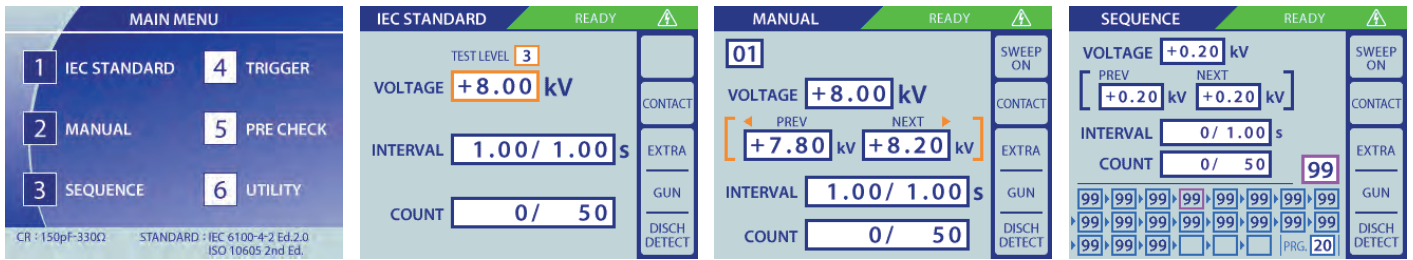 MAIN MENU
1 IEC STANDARD 4 TRIGGER
2 MANUAL 5 PRE CHECK
3 SEQUENCE 6 UTILITY
CR : 150pF-330Ω STANDARD : IEC 6100-4-2 Ed.2.0
ISO 10605 2nd Ed.
IEC STANDARD READY
TEST LEVEL 3
VOLTAGE +8.00 kV
CONTACT
INTERVAL 1.00/ 1.00 s
EXTRA
GUN
COUNT 0/ 50
DISCH
DETECT
MANUAL READY
01
SWEEP
ON
VOLTAGE +8.00 kV
CONTACT
PREV NEXT
+7.80 kV +8.20 kV
EXTRA
INTERVAL 1.00/ 1.00 s
GUN
COUNT 0/ 50
DISCH
DETECT
SEQUENCE READY
VOLTAGE +0.20 kV
SWEEP
ON
PREV NEXT
+0.20 kV +0.20 kV
CONTACT
INTERVAL 0/ 1.00 s
EXTRA
COUNT 0/ 50
99
99 99 99 99 99 99 99 99
GUN
99 99 99 99 99 99 99 99
99 99 99 PRG. 20
DISCH
DETECT